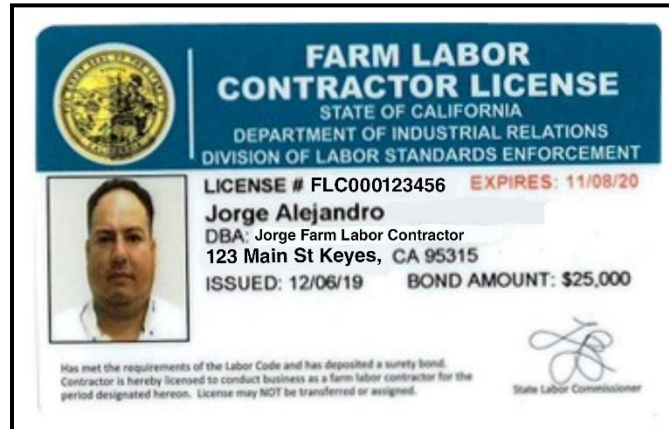 FARM LABOR
CONTRACTOR LICENSE
STATE OF CALIFORNIA
DEPARTMENT OF INDUSTRIAL RELATIONS
DIVISION OF LABOR STANDARDS ENFORCEMENT
LICENSE # FLC000123456 EXPIRES: 11/08/20
Jorge Alejandro
DBA: Jorge Farm Labor Contractor
123 Main St Keyes, CA 95315
ISSUED: 12/06/19 BOND AMOUNT: $25,000
Has met the requirements of the Labor Code and has deposited a surety bond.
Contractor is hereby licensed to conduct business as a farm labor contractor for the
period designated hereon. License may NOT be transferred or assigned.
State Labor Commissioner